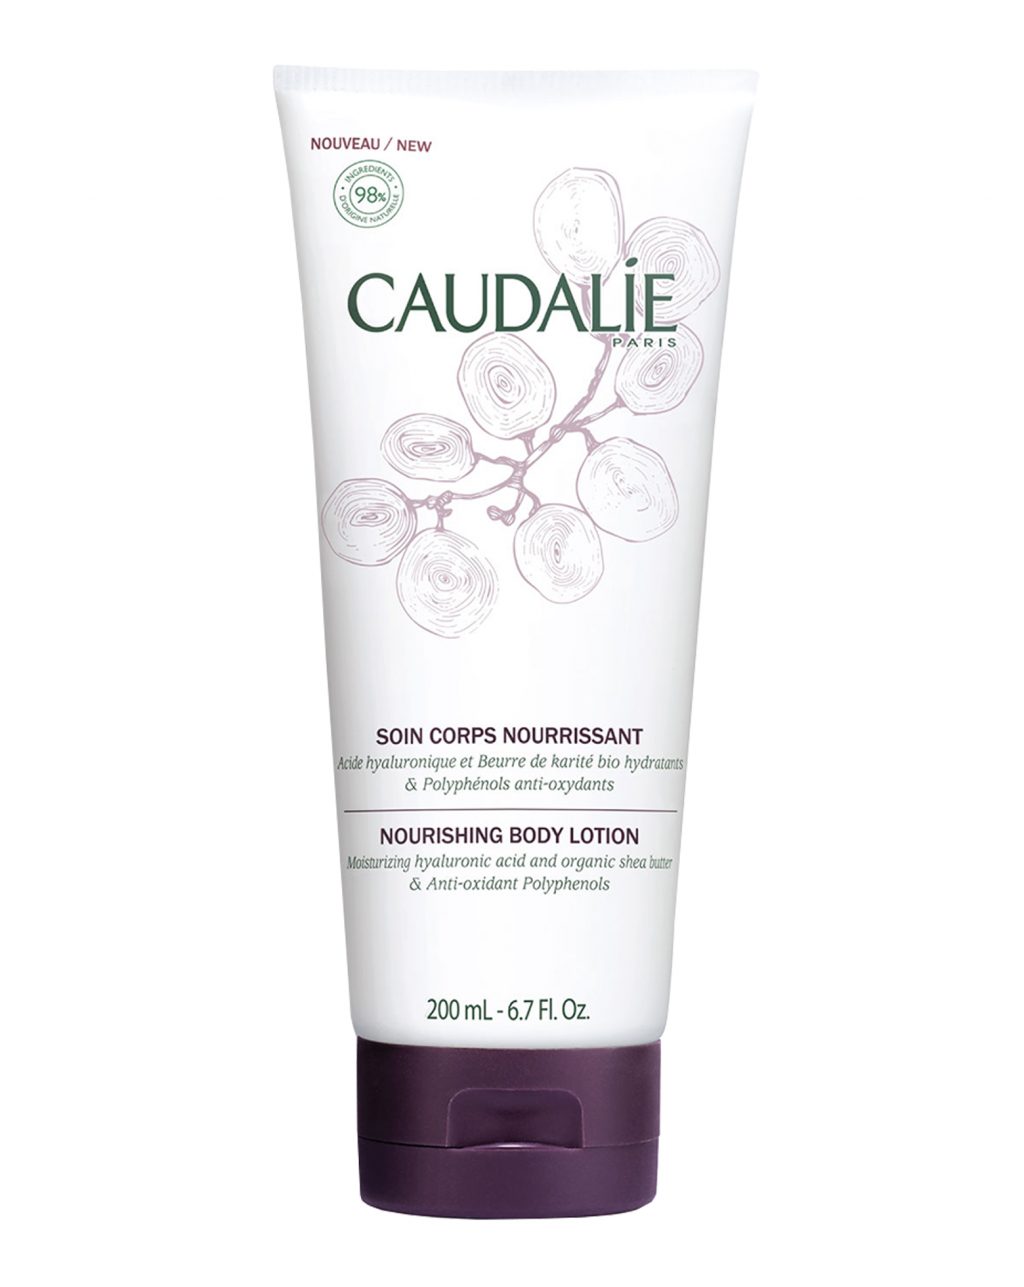 NOUVEAU / NEW
INGREDIENTS
98%
D'ORIGINE NATURELLE
CAUDALÍE
PARIS
SOIN CORPS NOURRISSANT
Acide hyaluronique et Beurre de karité bio hydratants
& Polyphénols anti-oxydants
NOURISHING BODY LOTION
Moisturizing hyaluronic acid and organic shea butter
& Anti-oxidant Polyphenols
200 mL - 6.7 Fl. Oz.